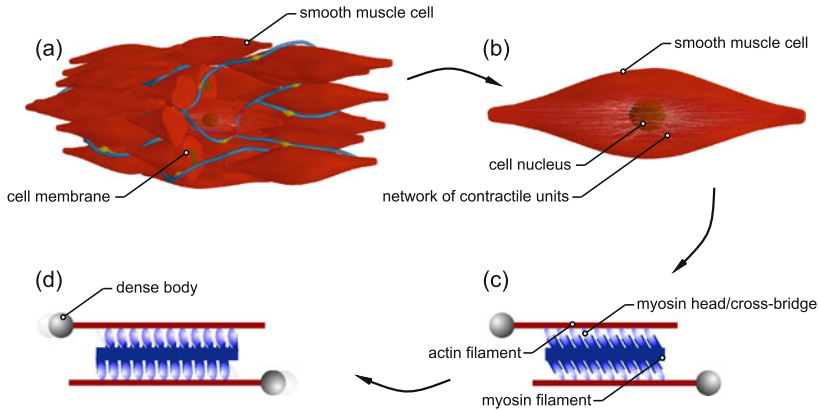 (a)
smooth muscle cell
cell membrane
(b)
smooth muscle cell
cell nucleus
network of contractile units
(d)
dense body
(c)
myosin head/cross-bridge
actin filament
myosin filament